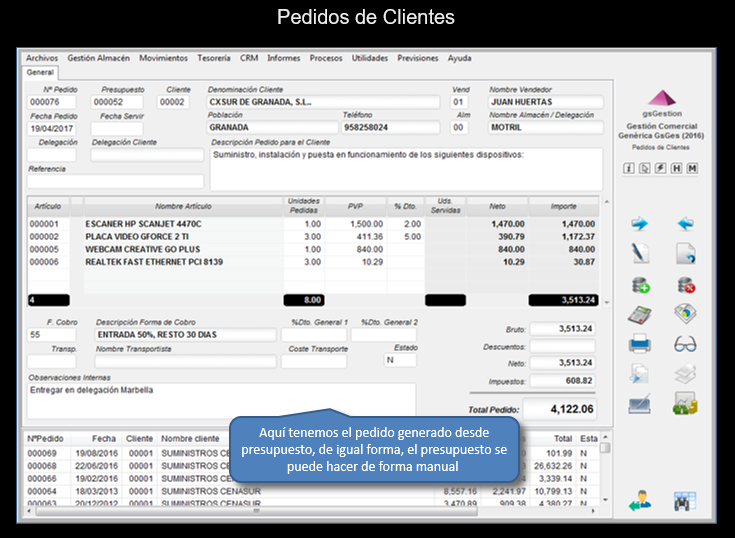 Pedidos de Clientes
Archivos Gestión Almacén Movimientos Tesorería CRM Informes Procesos Utilidades Previsiones Ayuda
General
Nº Pedido Presupuesto Cliente Denominación Cliente Vend Nombre Vendedor
000076 000052 00002 CXSUR DE GRANADA, S.L.. 01 JUAN HUERTAS
Fecha Pedido Fecha Servir Población Teléfono Alm Nombre Almacén / Delegación
19/04/2017 GRANADA 958258024 00 MOTRIL
Delegación Delegación Cliente Descripción Pedido para el Cliente
Suministro, instalación y puesta en funcionamiento de los siguientes dispositivos:
Referencia
gsGestion
Gestión Comercial
Genérica GsGes (2016)
Pedidos de Clientes
i H M
Artículo Nombre Artículo Unidades Pedidas PVP % Dto. Uds. Servidas Neto Importe
000001 ESCANER HP SCANJET 4470C 1.00 1,500.00 2.00 1,470.00 1,470.00
000002 PLACA VIDEO GFORCE 2 TI 3.00 411.36 5.00 390.79 1,172.37
000005 WEBCAM CREATIVE GO PLUS 1.00 840.00 840.00 840.00
000006 REALTEK FAST ETHERNET PCI 8139 3.00 10.29 10.29 30.87
4 8.00 3,513.24
F. Cobro Descripción Forma de Cobro %Dto. General 1 %Dto. General 2
55 ENTRADA 50%, RESTO 30 DIAS
Transp. Nombre Transportista Coste Transporte Estado
N
Observaciones Internas
Entregar en delegación Marbella
Bruto: 3,513.24
Descuentos:
Neto: 3,513.24
Impuestos: 608.82
Total Pedido: 4,122.06
Aquí tenemos el pedido generado desde
presupuesto, de igual forma, el presupuesto se
puede hacer de forma manual
NºPedido Fecha Cliente Nombre cliente Total Esta
000069 19/08/2016 00001 SUMINISTROS 101.99 N
000068 22/06/2016 00001 SUMINISTROS 26,632.26 N
000066 19/02/2016 00001 SUMINISTROS 3,339.14 N
000064 18/03/2013 00001 SUMINISTROS CENASUR 8,557.16 2,241.97 10,799.13 N
000063 20/12/2012 00001 SUMINISTROS CENASUR 3,470.89 909.38 4,380.27 N